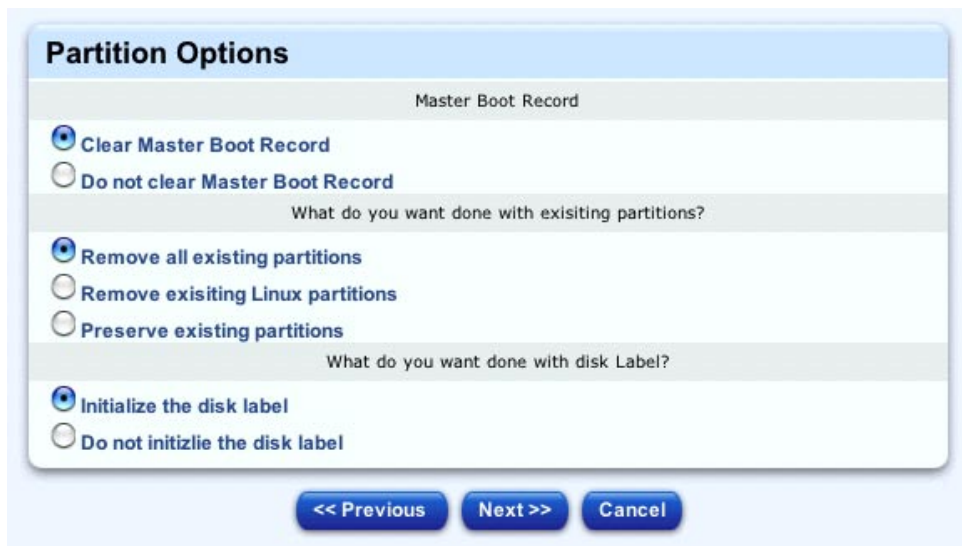 Partition Options
Master Boot Record
Clear Master Boot Record
Do not clear Master Boot Record
What do you want done with exisiting partitions?
Remove all existing partitions
Remove exisiting Linux partitions
Preserve existing partitions
What do you want done with disk Label?
Initialize the disk label
Do not initizlie the disk label
<< Previous
Next >>
Cancel